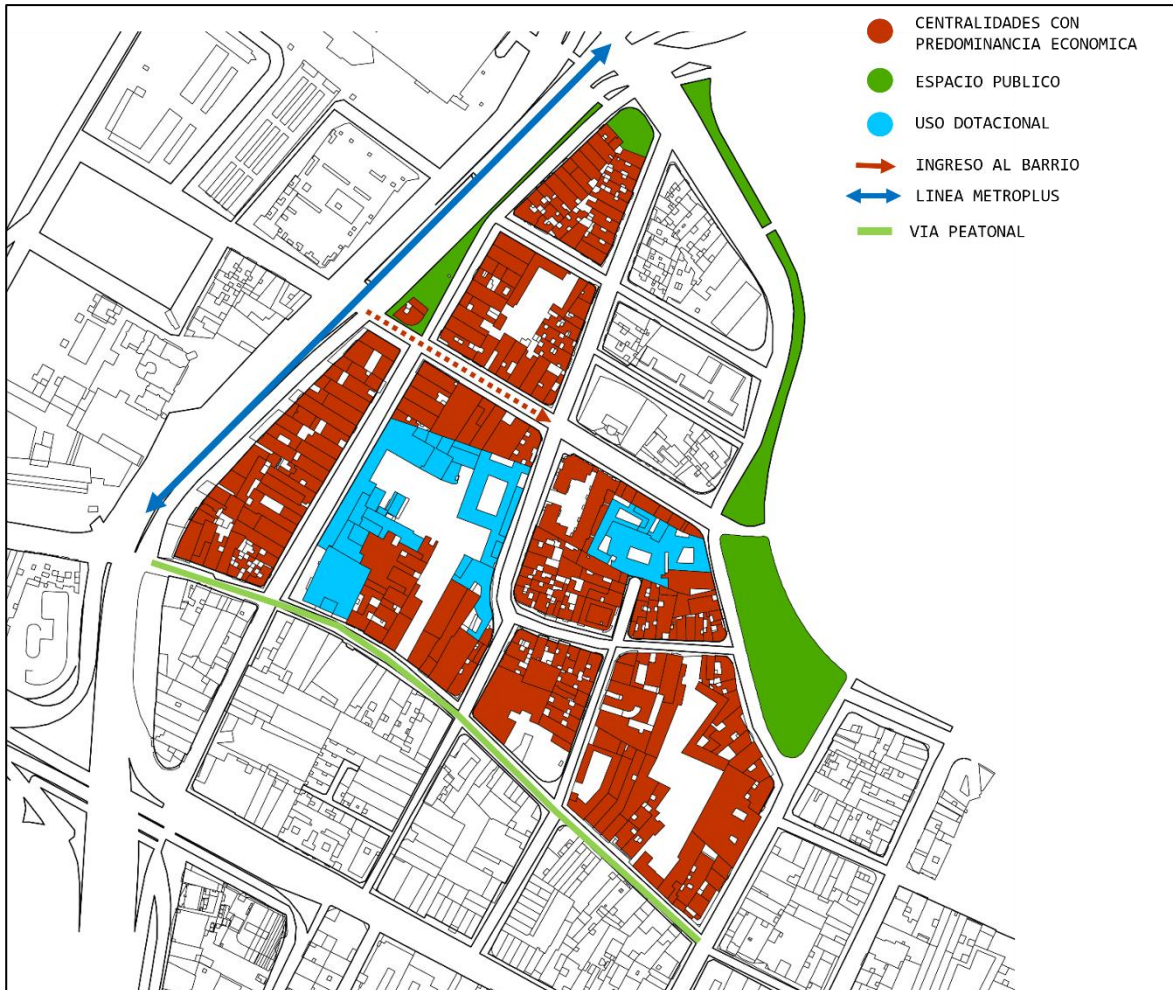 CENTRALIDADES CON
PREDOMINANCIA ECONOMICA
ESPACIO PUBLICO
USO DOTACIONAL
INGRESO AL BARRIO
LINEA METROPLUS
VIA PEATONAL